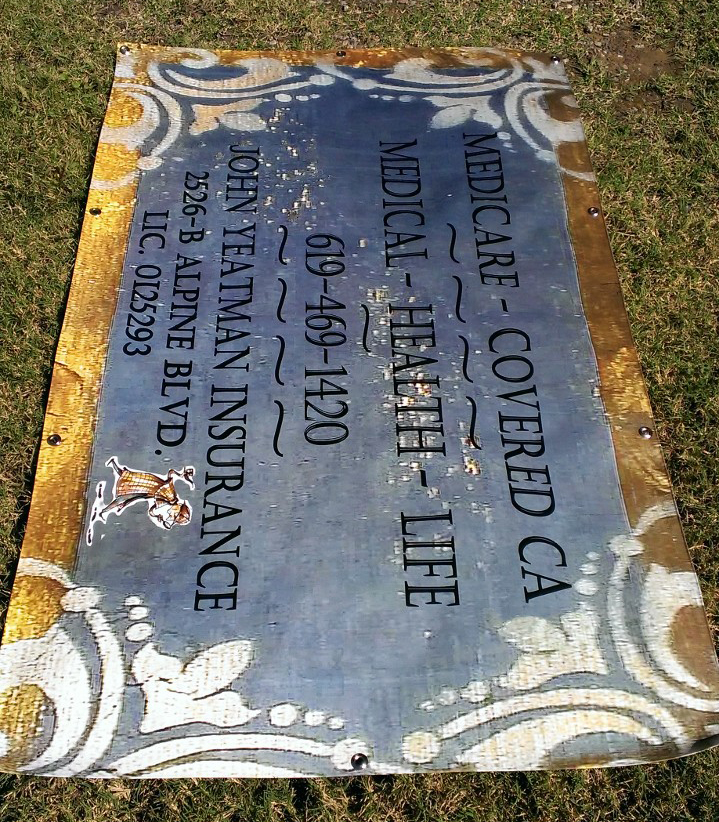 MEDICARE - COVERED CA
~ ~ ~ ~
MEDICAL - HEALTH - LIFE
~
619-469-1420
~ ~ ~ ~
JOHN YEATMAN INSURANCE
2526-B ALPINE BLVD.
LIC. 0125293